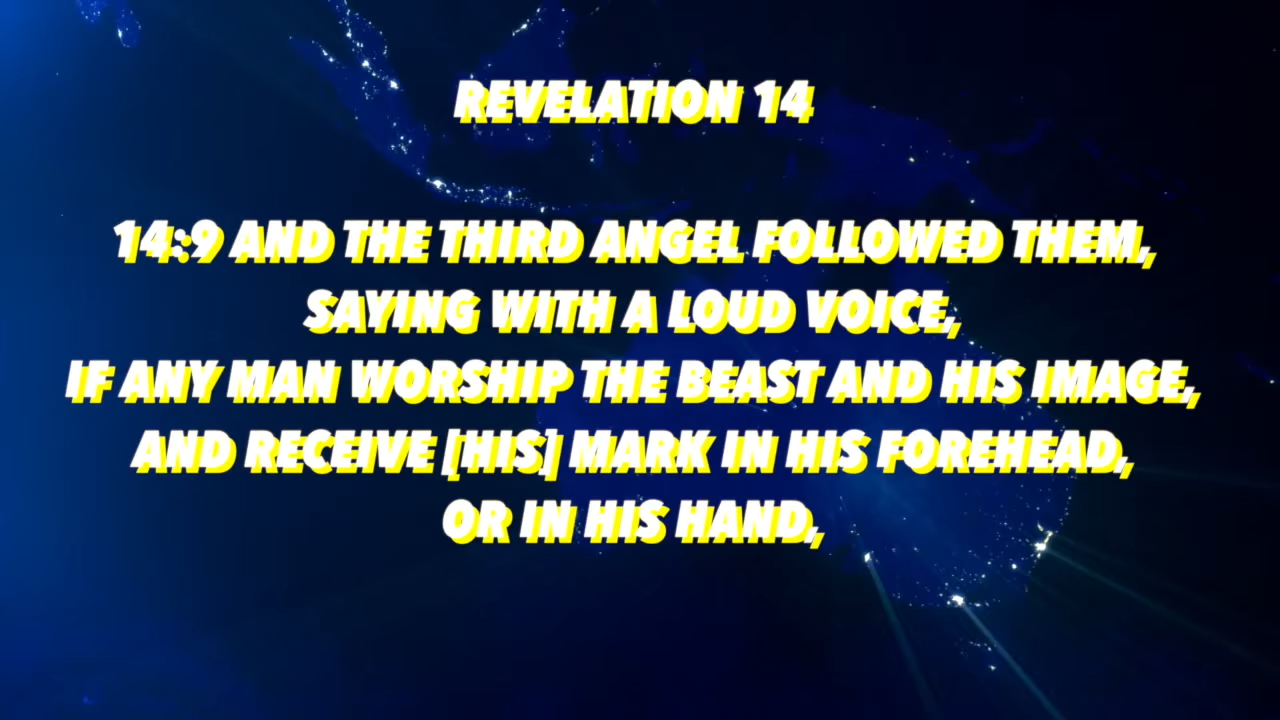 REVELATION 14
14:9 AND THE THIRD ANGEL FOLLOWED THEM,
SAYING WITH A LOUD VOICE,
IF ANY MAN WORSHIP THE BEAST AND HIS IMAGE,
AND RECEIVE [HIS] MARK IN HIS FOREHEAD,
OR IN HIS HAND,